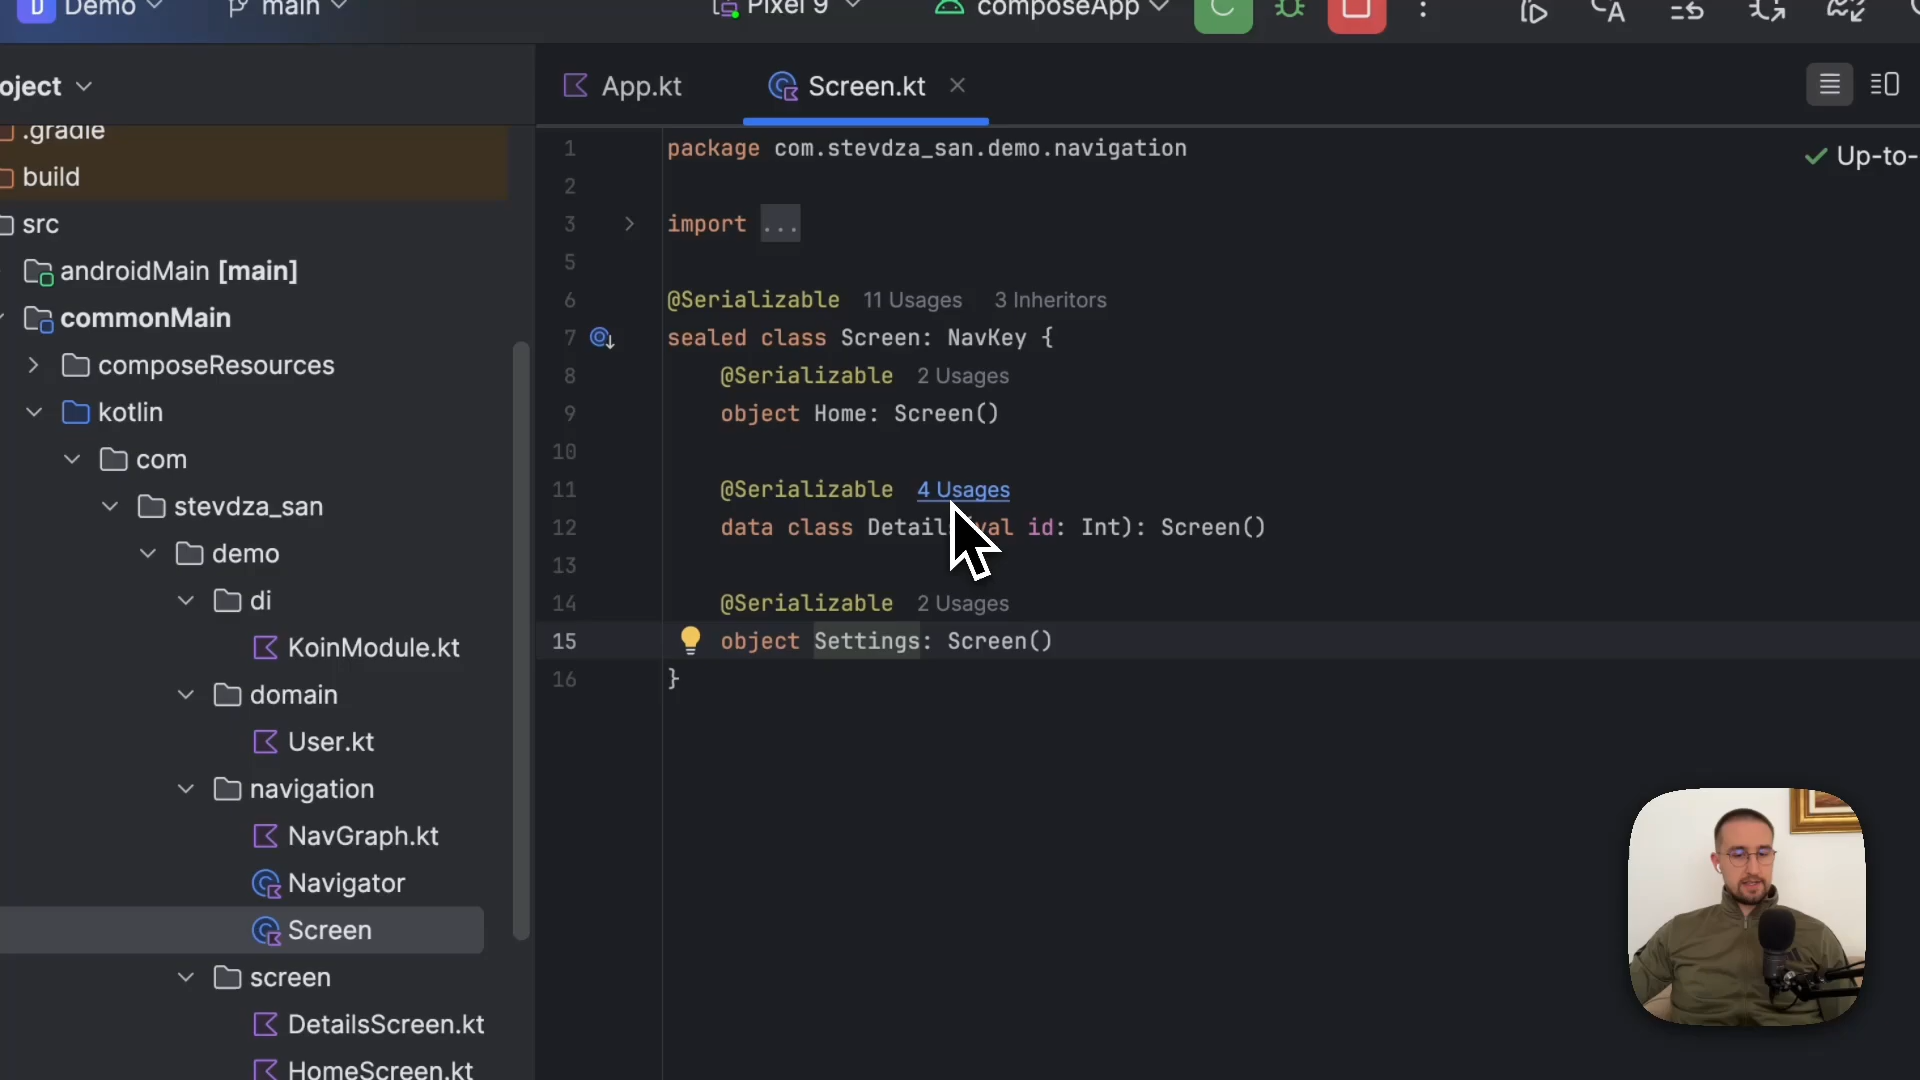 D Demo main Pixel 9 composeApp
oject
App.kt Screen.kt
.gradle
build
src
androidMain [main]
commonMain
composeResources
kotlin
com
stevdza_san
demo
di
KoinModule.kt
domain
User.kt
navigation
NavGraph.kt
Navigator
Screen
screen
DetailsScreen.kt
HomeScreen.kt
Up-to-
1 package com.stevdza_san.demo.navigation
2
3 import ...
5
6 @Serializable 11 Usages 3 Inheritors
7 sealed class Screen: NavKey {
8 @Serializable 2 Usages
9 object Home: Screen()
10
11 @Serializable 4 Usages
12 data class Detail val id: Int): Screen()
13
14 @Serializable 2 Usages
15 object Settings: Screen()
16 }